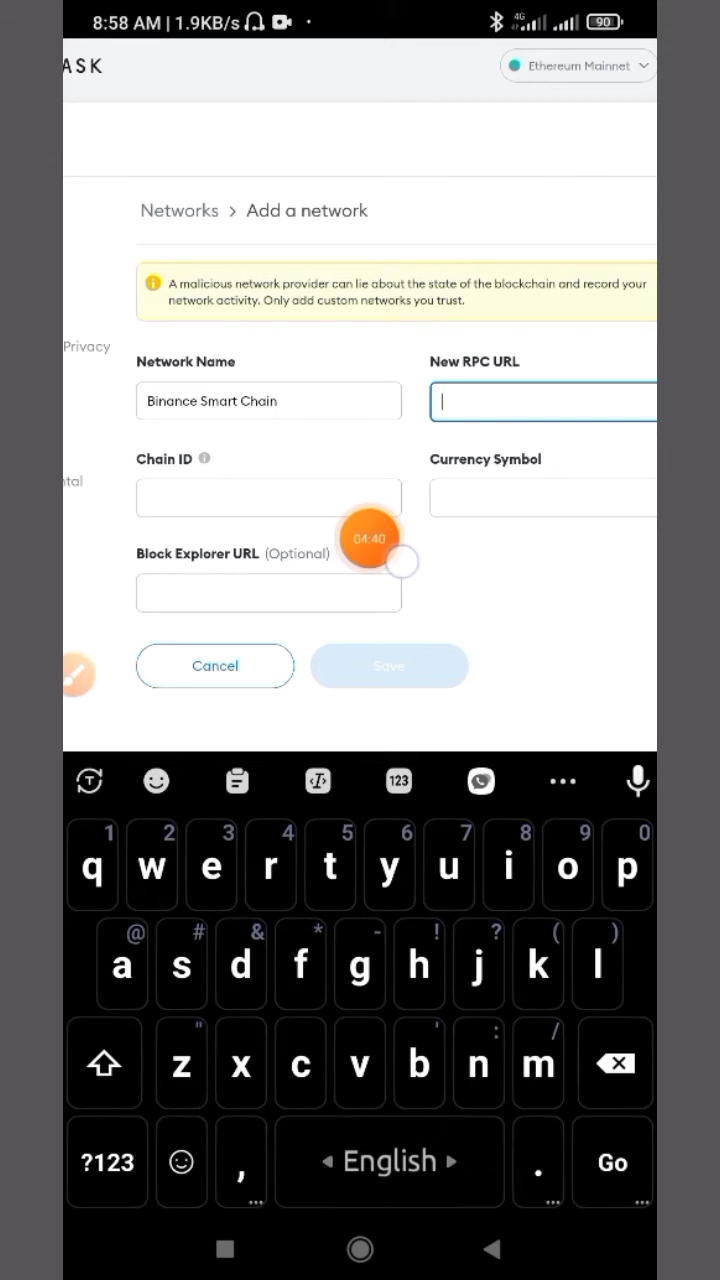 8:58 AM | 1.9KB/s
4G
90
ASK
Ethereum Mainnet
Networks > Add a network
A malicious network provider can lie about the state of the blockchain and record your
network activity. Only add custom networks you trust.
Privacy
Network Name
New RPC URL
Binance Smart Chain
Chain ID
Currency Symbol
ntal
04:40
Block Explorer URL (Optional)
Cancel
Save
T
123
1 2 3 4 5 6 7 8 9 0
q w e r t y u i o p
@ # & * - ! ? ( )
a s d f g h j k l
" ' : /
z x c v b n m
?123 , English . Go